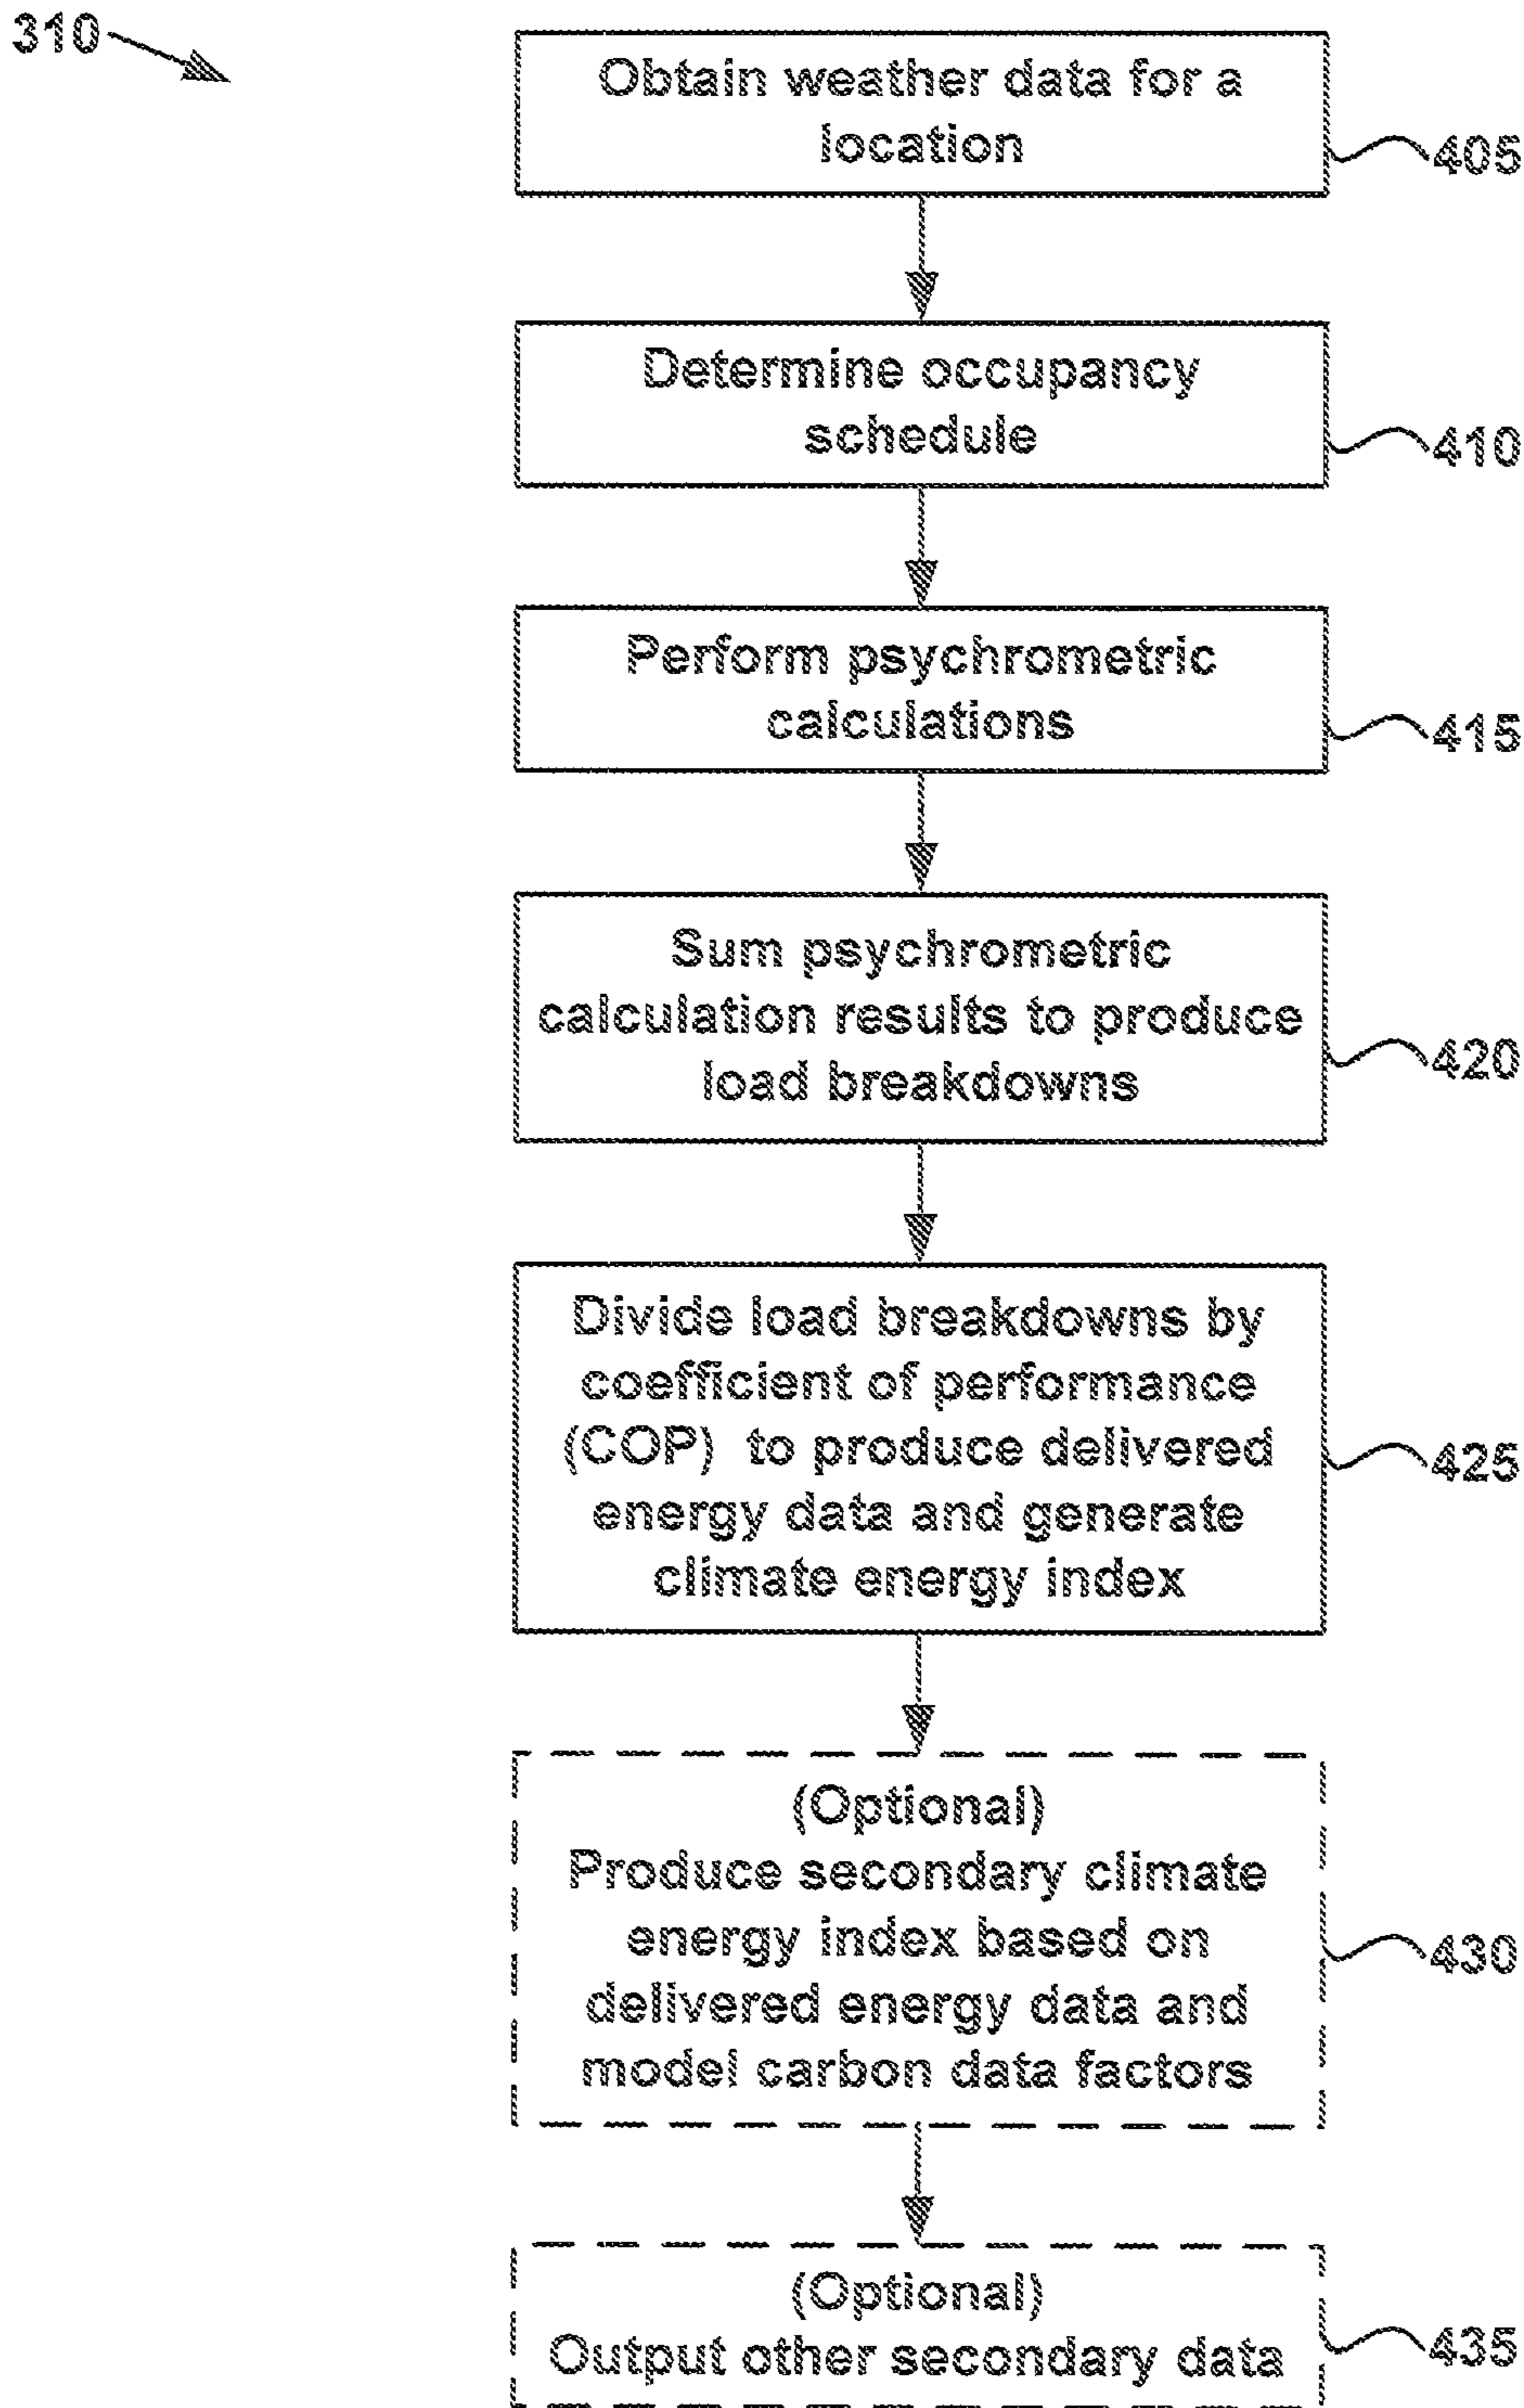 310
Obtain weather data for a
location
405
Determine occupancy
schedule
410
Perform psychrometric
calculations
415
Sum psychrometric
calculation results to produce
load breakdowns
420
Divide load breakdowns by
coefficient of performance
(COP) to produce delivered
energy data and generate
climate energy index
425
(Optional)
Produce secondary climate
energy index based on
delivered energy data and
model carbon data factors
430
(Optional)
Output other secondary data
435